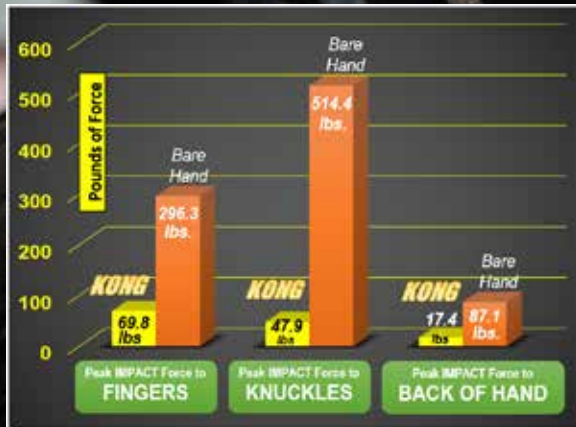 600
500
400
300
200
100
0
Pounds of Force
KONG
69.8
lbs
Bare
Hand
296.3
lbs.
KONG
47.9
lbs
Bare
Hand
514.4
lbs.
KONG
17.4
lbs
Bare
Hand
87.1
lbs.
Peak IMPACT Force to
FINGERS
Peak IMPACT Force to
KNUCKLES
Peak IMPACT Force to
BACK OF HAND